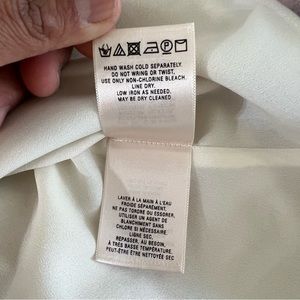 HAND WASH COLD SEPARATELY.
DO NOT WRING OR TWIST.
USE ONLY NON-CHLORINE BLEACH.
LINE DRY.
LOW IRON AS NEEDED.
MAY BE DRY CLEANED.
LAVER À LA MAIN À L'EAU
FROIDE SÉPARÉMENT.
NE PAS TORDRE OU ESSORER.
UTILISER UN AGENT DE
BLANCHIMENT SANS
CHLORE SI NÉCESSAIRE.
LIGNE SEC.
REPASSER, AU BESOIN,
À TRÈS BASSE TEMPÉRATURE.
PEUT-ÊTRE NETTOYÉ À SEC.